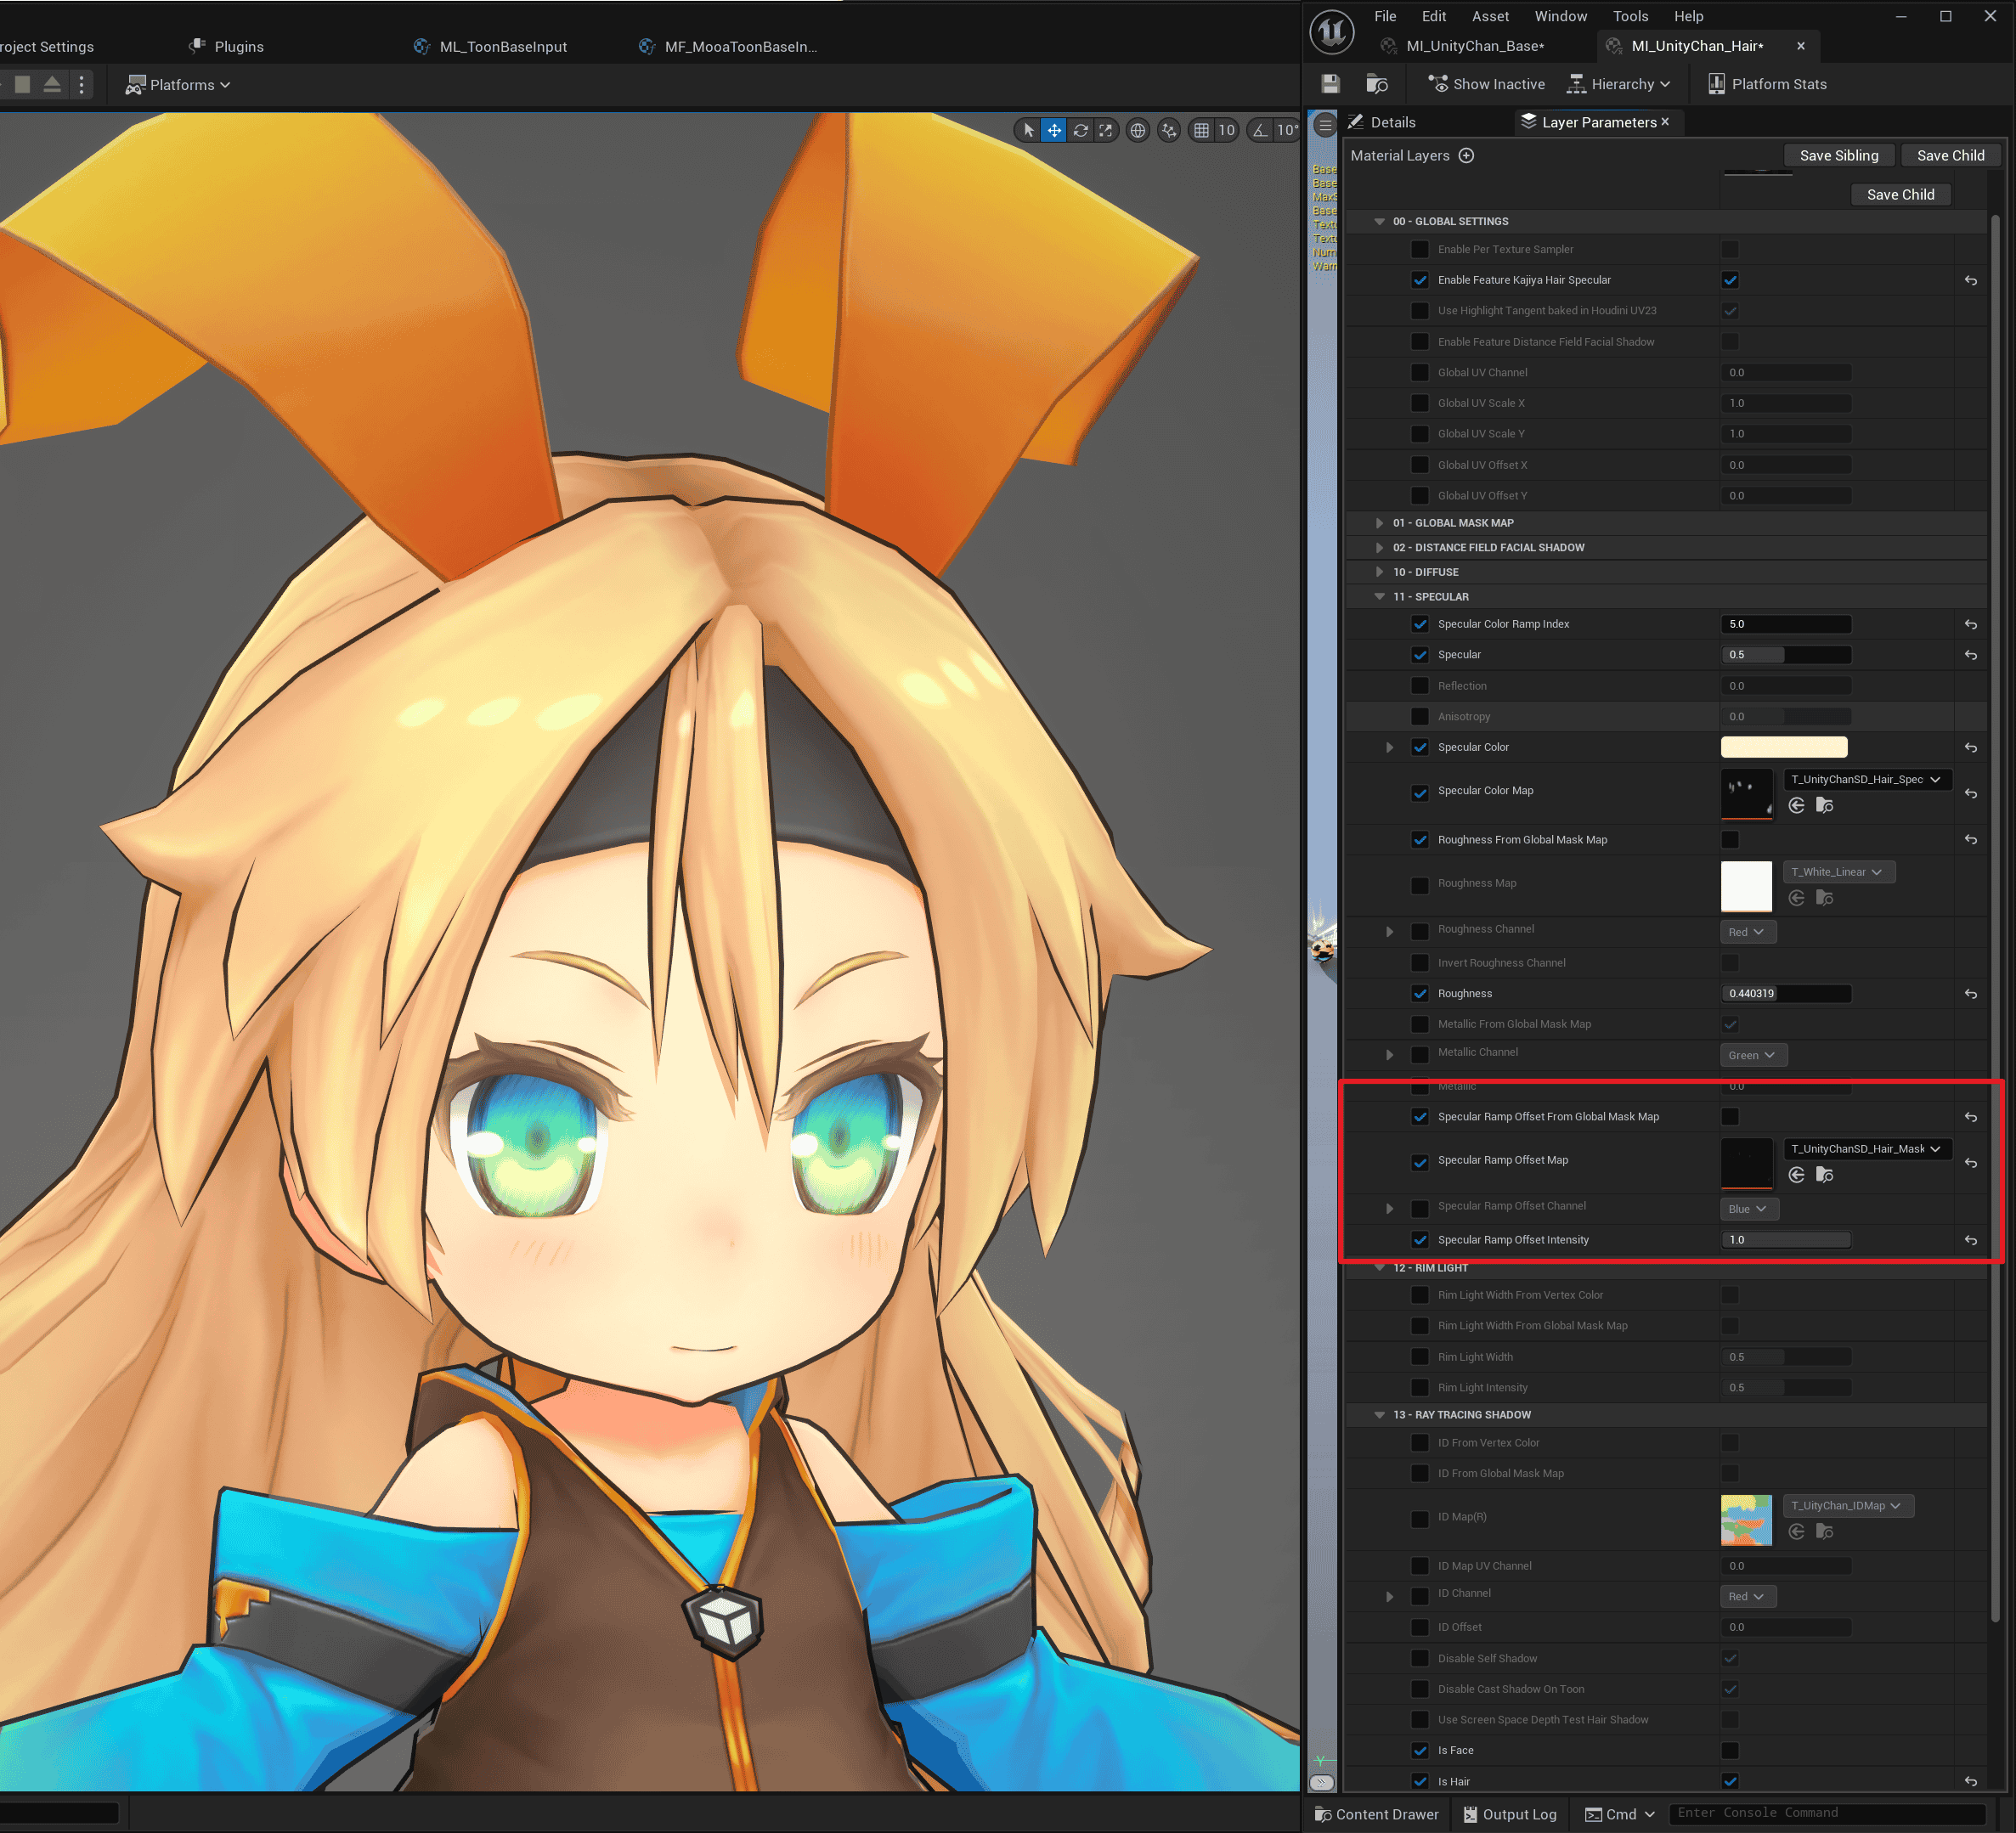 File Edit Asset Window Tools Help
roject Settings Plugins ML_ToonBaseInput MF_MooaToonBaseIn... MI_UnityChan_Base* MI_UnityChan_Hair*
Platforms Show Inactive Hierarchy Platform Stats
10 10°
Details Layer Parameters
Material Layers Save Sibling Save Child
Save Child
Base
Base
MaxS
Base
Text
Text
Num
Warn
00 - GLOBAL SETTINGS
Enable Per Texture Sampler
Enable Feature Kajiya Hair Specular
Use Highlight Tangent baked in Houdini UV23
Enable Feature Distance Field Facial Shadow
Global UV Channel 0.0
Global UV Scale X 1.0
Global UV Scale Y 1.0
Global UV Offset X 0.0
Global UV Offset Y 0.0
01 - GLOBAL MASK MAP
02 - DISTANCE FIELD FACIAL SHADOW
10 - DIFFUSE
11 - SPECULAR
Specular Color Ramp Index 5.0
Specular 0.5
Reflection 0.0
Anisotropy 0.0
Specular Color
Specular Color Map T_UnityChanSD_Hair_Spec
Roughness From Global Mask Map
Roughness Map T_White_Linear
Roughness Channel Red
Invert Roughness Channel
Roughness 0.440319
Metallic From Global Mask Map
Metallic Channel Green
Metallic 0.0
Specular Ramp Offset From Global Mask Map
Specular Ramp Offset Map T_UnityChanSD_Hair_Mask
Specular Ramp Offset Channel Blue
Specular Ramp Offset Intensity 1.0
12 - RIM LIGHT
Rim Light Width From Vertex Color
Rim Light Width From Global Mask Map
Rim Light Width 0.5
Rim Light Intensity 0.5
13 - RAY TRACING SHADOW
ID From Vertex Color
ID From Global Mask Map
ID Map(R) T_UityChan_IDMap
ID Map UV Channel 0.0
ID Channel Red
ID Offset 0.0
Disable Self Shadow
Disable Cast Shadow On Toon
Use Screen Space Depth Test Hair Shadow
Is Face
Is Hair
Y
Content Drawer Output Log Cmd Enter Console Command